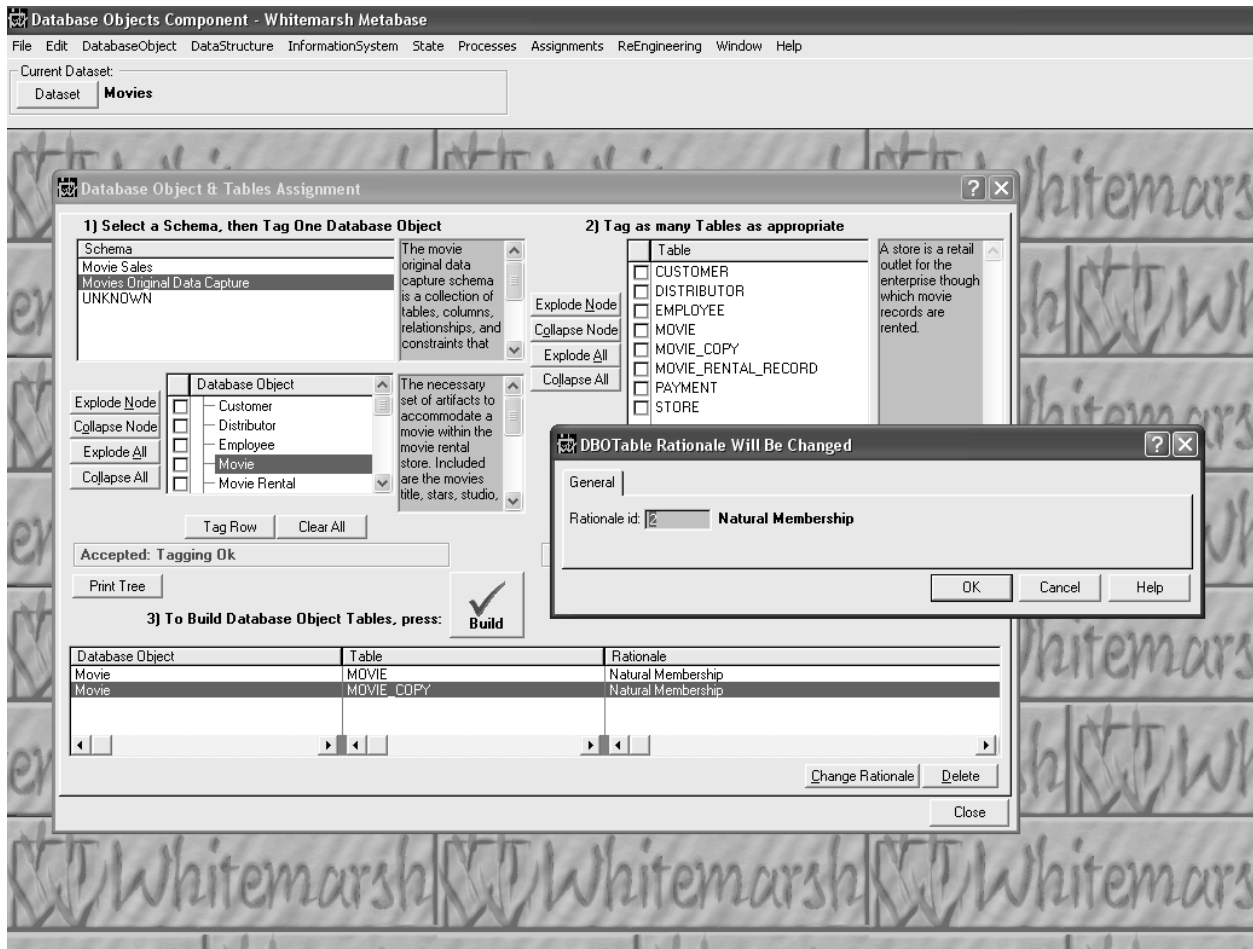 Database Objects Component - Whitemarsh Metabase
File Edit DatabaseObject DataStructure InformationSystem State Processes Assignments ReEngineering Window Help
Current Dataset:
Dataset Movies
Database Object & Tables Assignment
1) Select a Schema, then Tag One Database Object
Schema
Movie Sales
Movies Original Data Capture
UNKNOWN
The movie
original data
capture schema
is a collection of
tables, columns,
relationships, and
constraints that
2) Tag as many Tables as appropriate
Explode Node
Collapse Node
Explode All
Collapse All
Table
CUSTOMER
DISTRIBUTOR
EMPLOYEE
MOVIE
MOVIE_COPY
MOVIE_RENTAL_RECORD
PAYMENT
STORE
A store is a retail
outlet for the
enterprise though
which movie
records are
rented.
Explode Node
Collapse Node
Explode All
Collapse All
Database Object
Customer
Distributor
Employee
Movie
Movie Rental
The necessary
set of artifacts to
accommodate a
movie within the
movie rental
store. Included
are the movies
title, stars, studio,
Tag Row Clear All
Accepted: Tagging Ok
Print Tree
3) To Build Database Object Tables, press:
Build
DBOTable Rationale Will Be Changed
General
Rationale id: 2 Natural Membership
OK Cancel Help
Database Object Table Rationale
Movie MOVIE Natural Membership
Movie MOVIE_COPY Natural Membership
Change Rationale Delete
Close
Whitemarsh Whitemarsh Whitemarsh